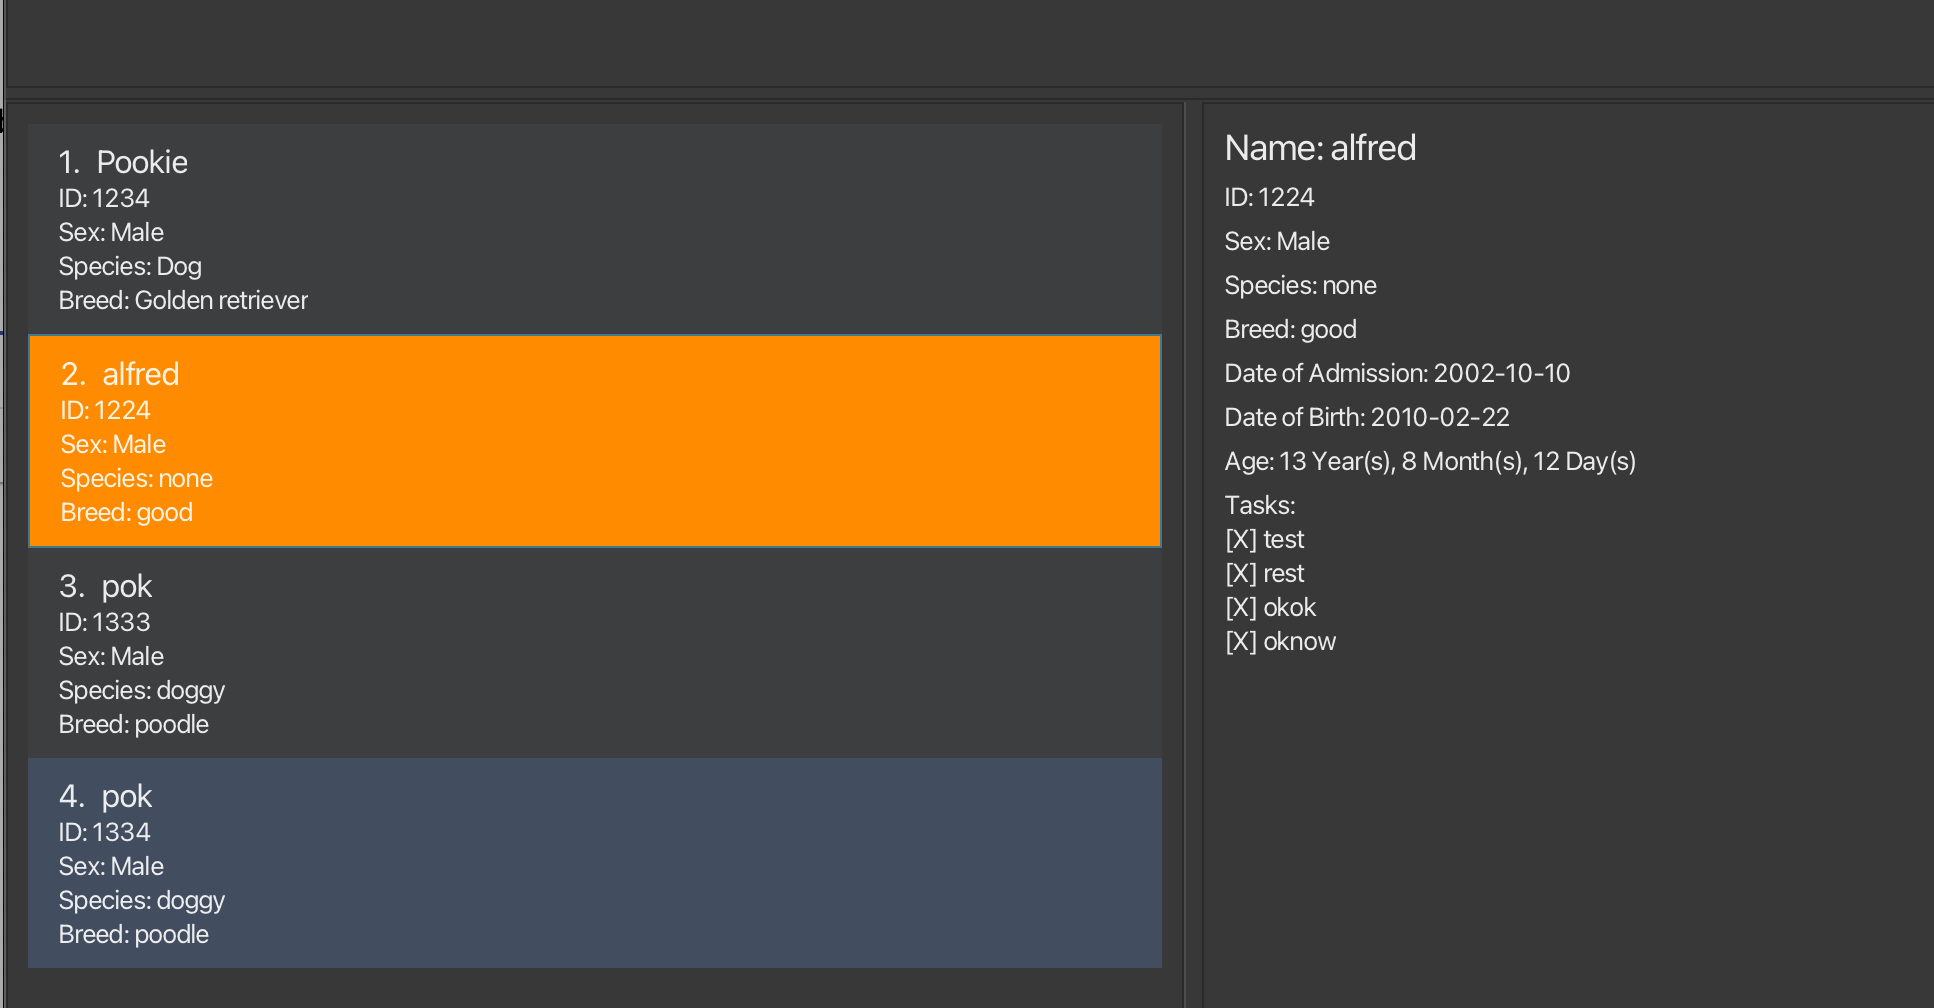 1. Pookie
ID: 1234
Sex: Male
Species: Dog
Breed: Golden retriever
2. alfred
ID: 1224
Sex: Male
Species: none
Breed: good
3. pok
ID: 1333
Sex: Male
Species: doggy
Breed: poodle
4. pok
ID: 1334
Sex: Male
Species: doggy
Breed: poodle
Name: alfred
ID: 1224
Sex: Male
Species: none
Breed: good
Date of Admission: 2002-10-10
Date of Birth: 2010-02-22
Age: 13 Year(s), 8 Month(s), 12 Day(s)
Tasks:
[X] test
[X] rest
[X] okok
[X] oknow